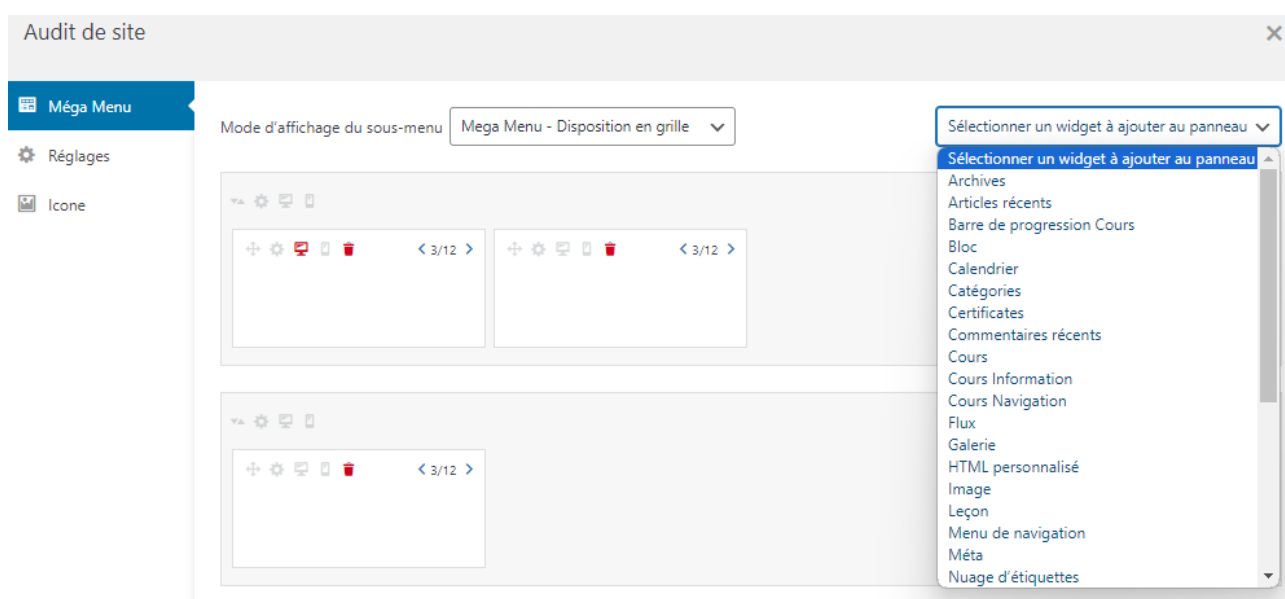 Audit de site
Méga Menu
Réglages
Icone
Mode d'affichage du sous-menu
Mega Menu - Disposition en grille
Sélectionner un widget à ajouter au panneau
3/12
3/12
3/12
Sélectionner un widget à ajouter au panneau
Archives
Articles récents
Barre de progression Cours
Bloc
Calendrier
Catégories
Certificates
Commentaires récents
Cours
Cours Information
Cours Navigation
Flux
Galerie
HTML personnalisé
Image
Leçon
Menu de navigation
Méta
Nuage d’étiquettes